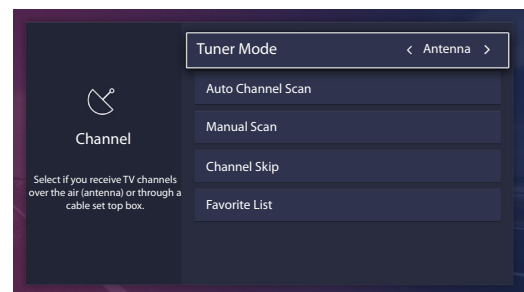 Channel
Select if you receive TV channels
over the air (antenna) or through a
cable set top box.
Tuner Mode < Antenna >
Auto Channel Scan
Manual Scan
Channel Skip
Favorite List